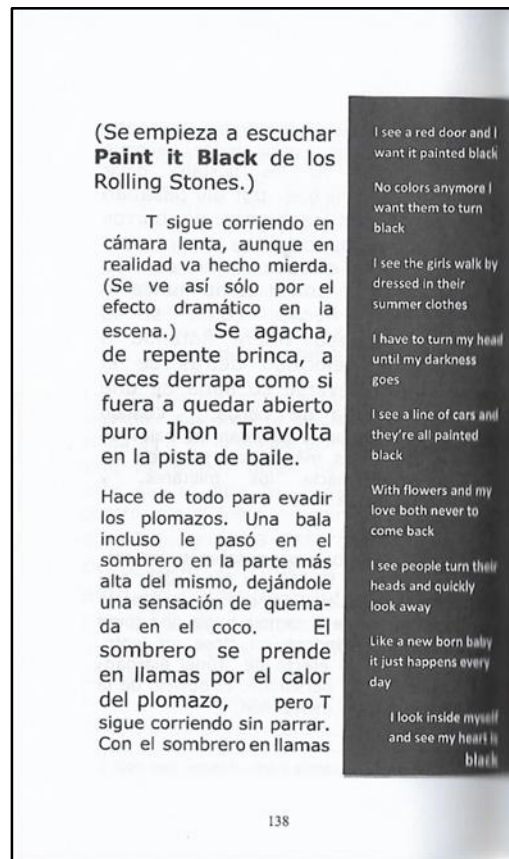 (Se empieza a escuchar
Paint it Black de los
Rolling Stones.)
T sigue corriendo en
cámara lenta, aunque en
realidad va hecho mierda.
(Se ve así sólo por el
efecto dramático en la
escena.) Se agacha,
de repente brinca, a
veces derrapa como si
fuera a quedar abierto
puro Jhon Travolta
en la pista de baile.
Hace de todo para evadir
los plomazos. Una bala
incluso le pasó en el
sombrero en la parte más
alta del mismo, dejándole
una sensación de quema-
da en el coco. El
sombrero se prende
en llamas por el calor
del plomazo, pero T
sigue corriendo sin parrar.
Con el sombrero en llamas
I see a red door and I
want it painted black
No colors anymore I
want them to turn
black
I see the girls walk by
dressed in their
summer clothes
I have to turn my head
until my darkness
goes
I see a line of cars and
they're all painted
black
With flowers and my
love both never to
come back
I see people turn their
heads and quickly
look away
Like a new born baby
it just happens every
day
I look inside myself
and see my heart is
black
138